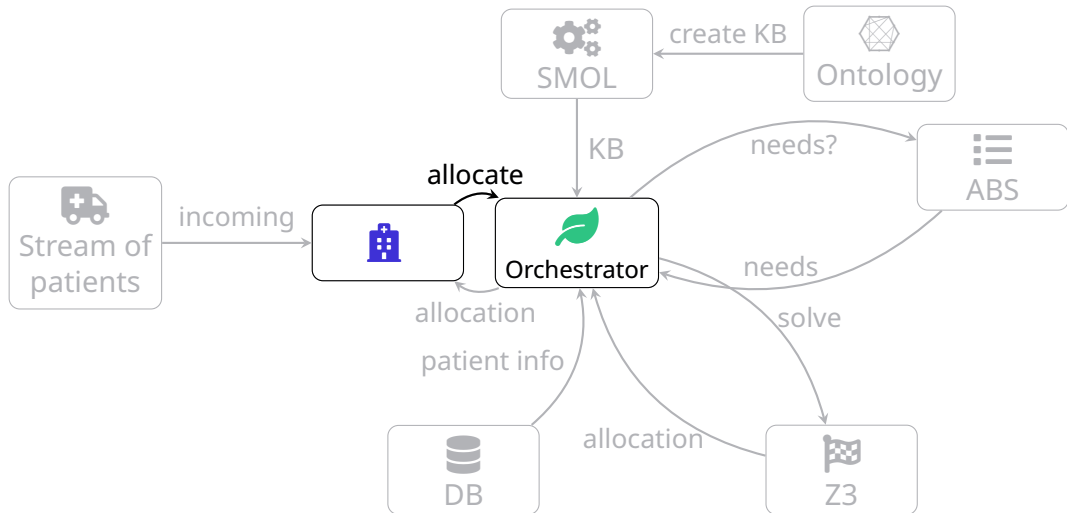 create KB
SMOL
Ontology
KB
needs?
ABS
allocate
incoming
Stream of
patients
Orchestrator
needs
allocation
solve
patient info
allocation
DB
Z3